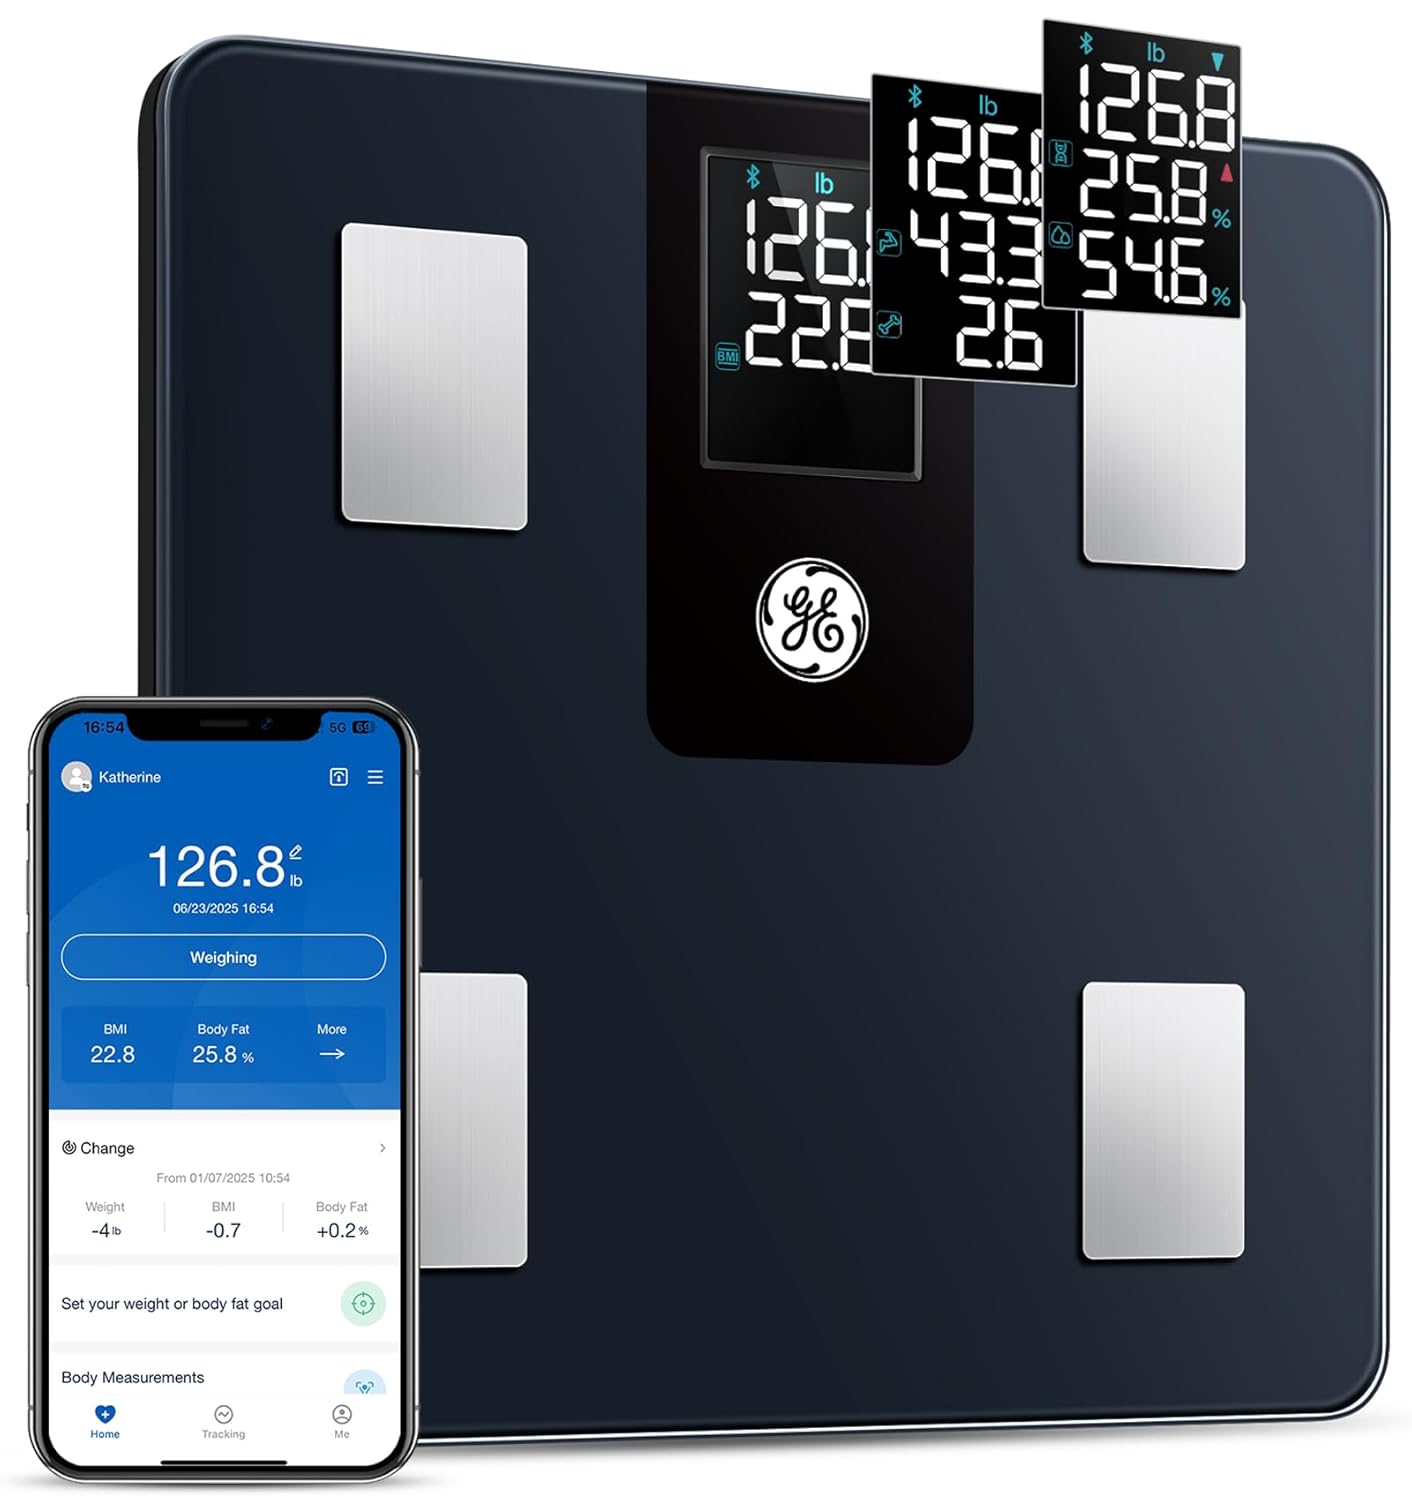 lb
126.8
25.8 %
54.6 %
lb
126.
43.3
2.6
lb
126.
BMI 22.8
GE
16:54 5G 69
Katherine
126.8 lb
06/23/2025 16:54
Weighing
BMI Body Fat More
22.8 25.8 %
Change
From 01/07/2025 10:54
Weight BMI Body Fat
-4 lb -0.7 +0.2 %
Set your weight or body fat goal
Body Measurements
Home Tracking Me